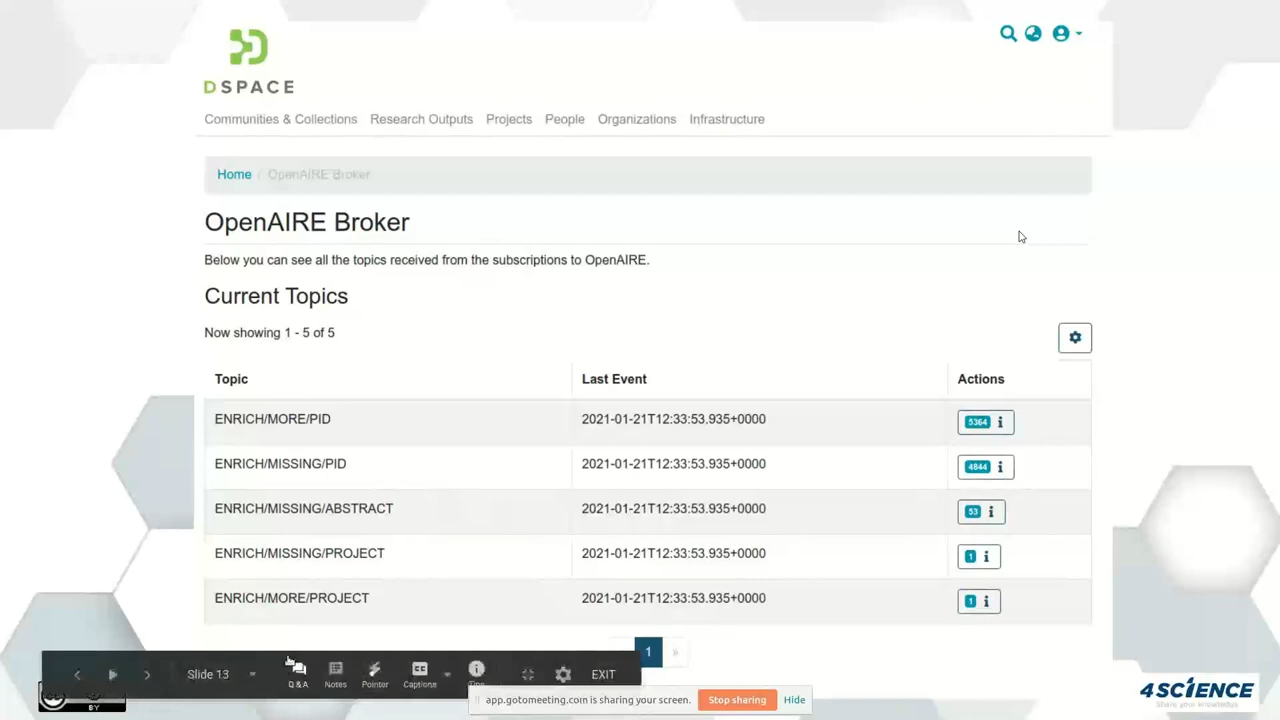 DSPACE
Communities & Collections Research Outputs Projects People Organizations Infrastructure
Home / OpenAIRE Broker
OpenAIRE Broker
Below you can see all the topics received from the subscriptions to OpenAIRE.
Current Topics
Now showing 1 - 5 of 5
Topic Last Event Actions
ENRICH/MORE/PID 2021-01-21T12:33:53.935+0000 5364
ENRICH/MISSING/PID 2021-01-21T12:33:53.935+0000 4844
ENRICH/MISSING/ABSTRACT 2021-01-21T12:33:53.935+0000 53
ENRICH/MISSING/PROJECT 2021-01-21T12:33:53.935+0000 1
ENRICH/MORE/PROJECT 2021-01-21T12:33:53.935+0000 1
1 »
Slide 13 Q&A Notes Pointer Captions EXIT
app.gotomeeting.com is sharing your screen. Stop sharing Hide
BY
4SCIENCE
Share your knowledge